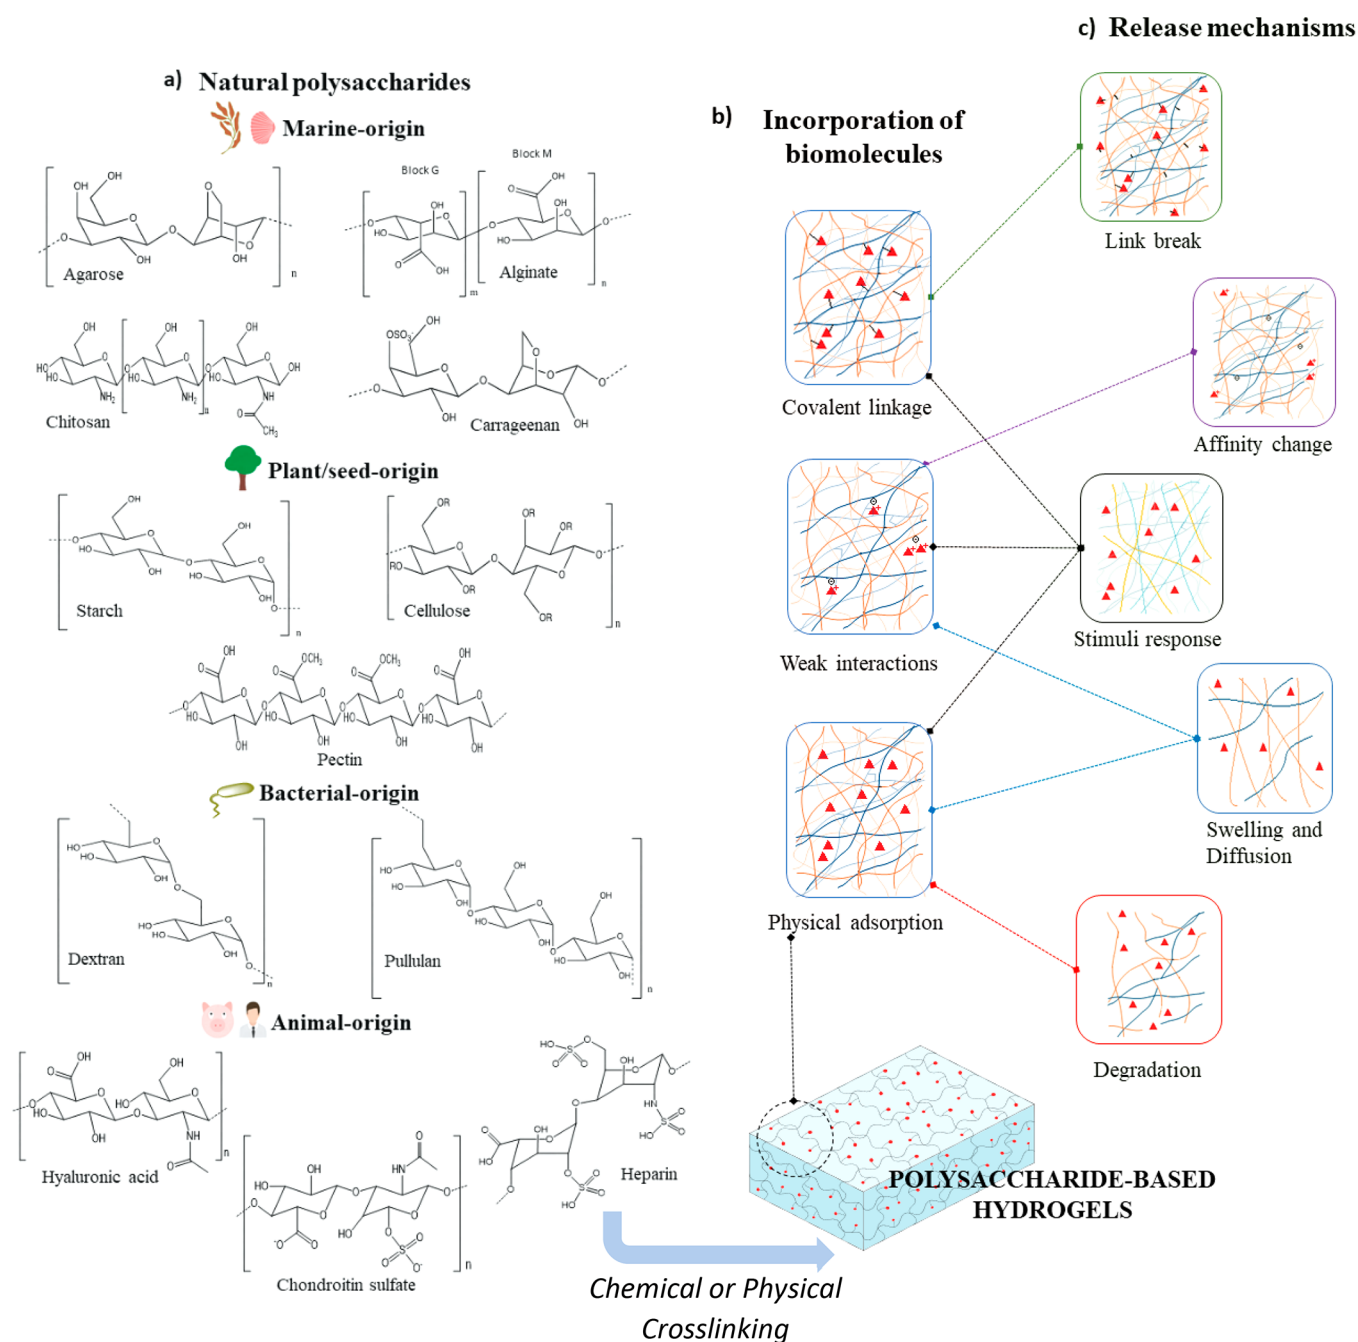 a) Natural polysaccharides
Marine-origin
Agarose
Block G
Block M
Alginate
Chitosan
Carrageenan
Plant/seed-origin
Starch
Cellulose
Pectin
Bacterial-origin
Dextran
Pullulan
Animal-origin
Hyaluronic acid
Chondroitin sulfate
Heparin
Chemical or Physical
Crosslinking
b) Incorporation of
biomolecules
Covalent linkage
Weak interactions
Physical adsorption
POLYSACCHARIDE-BASED
HYDROGELS
c) Release mechanisms
Link break
Affinity change
Stimuli response
Swelling and
Diffusion
Degradation